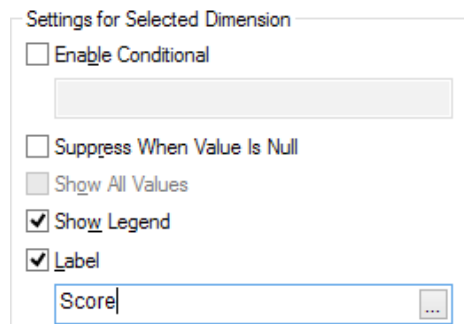 Settings for Selected Dimension
Enable Conditional
Suppress When Value Is Null
Show All Values
Show Legend
Label
Score
...